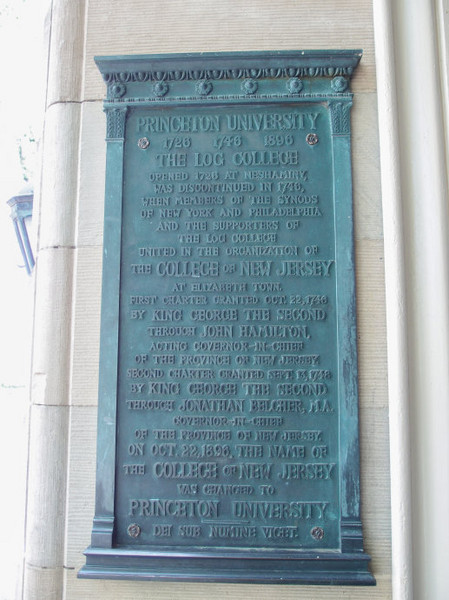 PRINCETON UNIVERSITY
1726 1746 1896
THE LOG COLLEGE
OPENED 1726 AT NESHAMINY,
WAS DISCONTINUED IN 1746,
WHEN MEMBERS OF THE SYNODS
OF NEW YORK AND PHILADELPHIA
AND THE SUPPORTERS OF
THE LOG COLLEGE
UNITED IN THE ORGANIZATION OF
THE COLLEGE OF NEW JERSEY
AT ELIZABETH TOWN.
FIRST CHARTER GRANTED OCT. 22, 1746
BY KING GEORGE THE SECOND
THROUGH JOHN HAMILTON,
ACTING GOVERNOR-IN-CHIEF
OF THE PROVINCE OF NEW JERSEY.
SECOND CHARTER GRANTED SEPT. 13, 1748
BY KING GEORGE THE SECOND
THROUGH JONATHAN BELCHER, M.A.
GOVERNOR-IN-CHIEF
OF THE PROVINCE OF NEW JERSEY.
ON OCT. 22, 1896, THE NAME OF
THE COLLEGE OF NEW JERSEY
WAS CHANGED TO
PRINCETON UNIVERSITY
DEI SUB NUMINE VIGET.